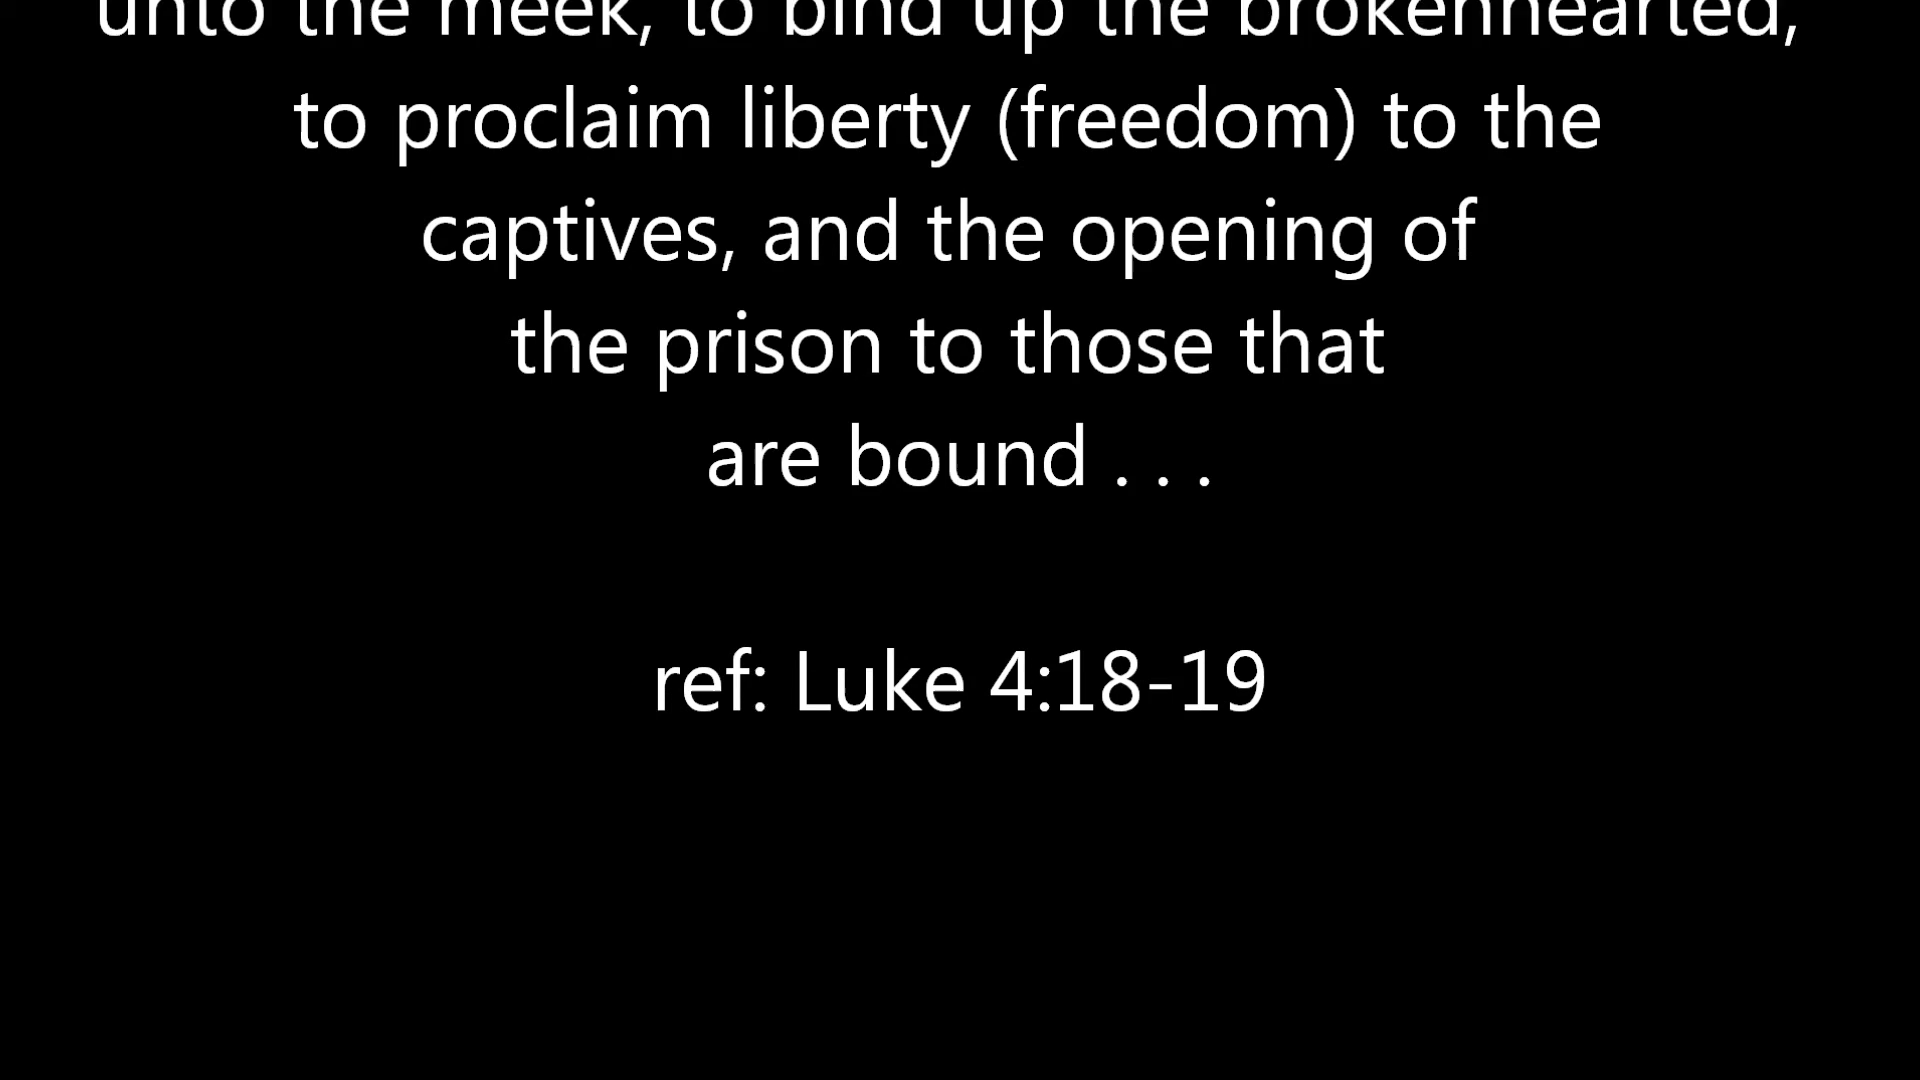 unto the meek, to bind up the brokenhearted,
to proclaim liberty (freedom) to the
captives, and the opening of
the prison to those that
are bound . . .
ref: Luke 4:18-19